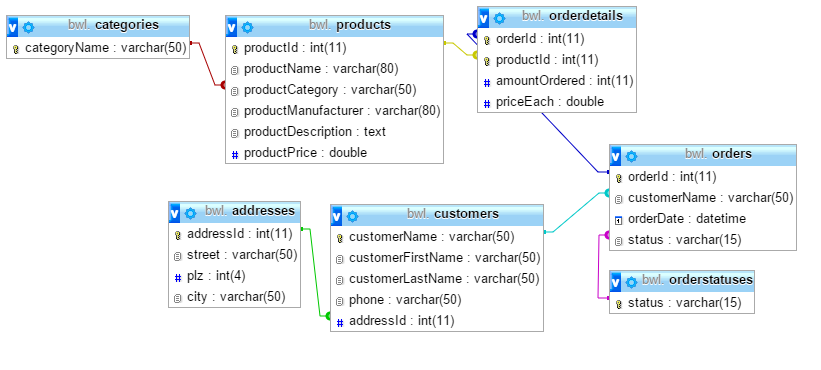 bwl. categories
categoryName : varchar(50)
bwl. products
productId : int(11)
productName : varchar(80)
productCategory : varchar(50)
productManufacturer : varchar(80)
productDescription : text
# productPrice : double
bwl. orderdetails
orderId : int(11)
productId : int(11)
# amountOrdered : int(11)
# priceEach : double
bwl. orders
orderId : int(11)
customerName : varchar(50)
orderDate : datetime
status : varchar(15)
bwl. addresses
addressId : int(11)
street : varchar(50)
# plz : int(4)
city : varchar(50)
bwl. customers
customerName : varchar(50)
customerFirstName : varchar(50)
customerLastName : varchar(50)
phone : varchar(50)
# addressId : int(11)
bwl. orderstatuses
status : varchar(15)